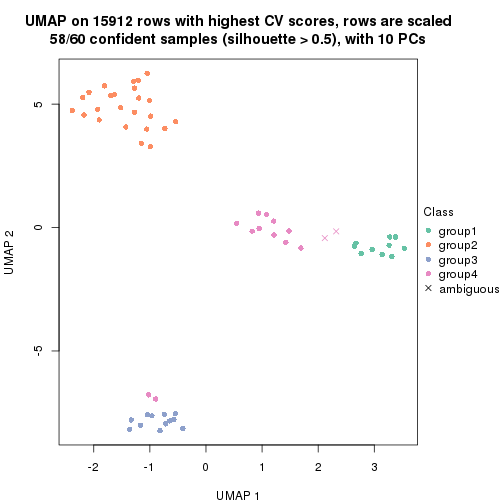 UMAP on 15912 rows with highest CV scores, rows are scaled
58/60 confident samples (silhouette > 0.5), with 10 PCs
5
0
-5
UMAP 2
-2
-1
0
1
2
3
UMAP 1
Class
group1
group2
group3
group4
ambiguous